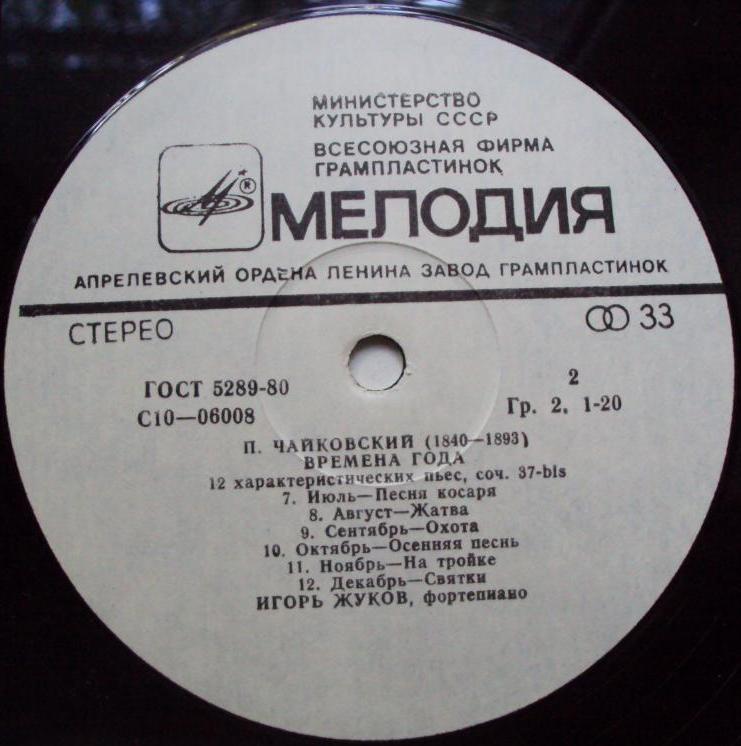 МИНИСТЕРСТВО
КУЛЬТУРЫ СССР
ВСЕСОЮЗНАЯ ФИРМА
ГРАМПЛАСТИНОК
®
МЕЛОДИЯ
АПРЕЛЕВСКИЙ ОРДЕНА ЛЕНИНА ЗАВОД ГРАМПЛАСТИНОК
СТЕРЕО 33
ГОСТ 5289-80 2
С10—06008 Гр. 2, 1-20
П. ЧАЙКОВСКИЙ (1840—1893)
ВРЕМЕНА ГОДА
12 характеристических пьес, соч. 37-bis
7. Июль—Песня косаря
8. Август—Жатва
9. Сентябрь—Охота
10. Октябрь—Осенняя песнь
11. Ноябрь—На тройке
12. Декабрь—Святки
ИГОРЬ ЖУКОВ, фортепиано